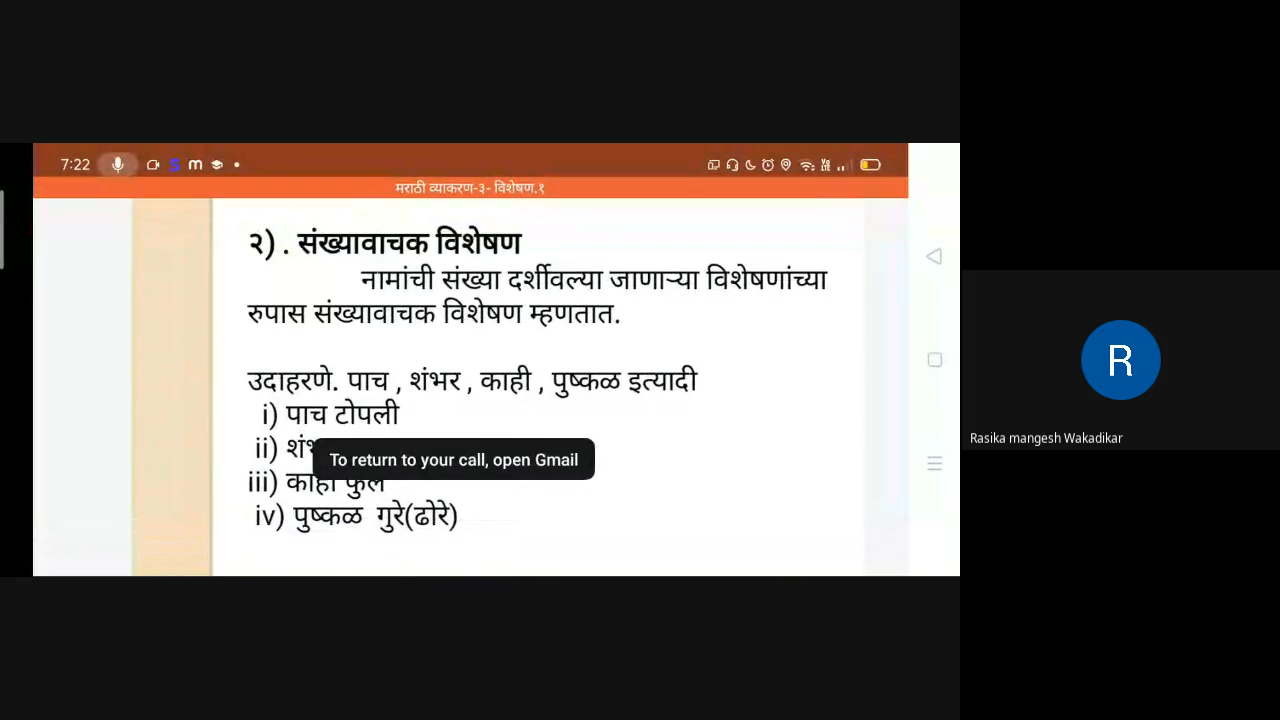 7:22
मराठी व्याकरण-३- विशेषण.१
२) . संख्यावाचक विशेषण
नामांची संख्या दर्शीवल्या जाणाऱ्या विशेषणांच्या
रुपास संख्यावाचक विशेषण म्हणतात.
उदाहरणे. पाच , शंभर , काही , पुष्कळ इत्यादी
i) पाच टोपली
ii)
To return to your call, open Gmail
iii) काही फुले
iv) पुष्कळ गुरे(ढोरे)
R
Rasika mangesh Wakadikar